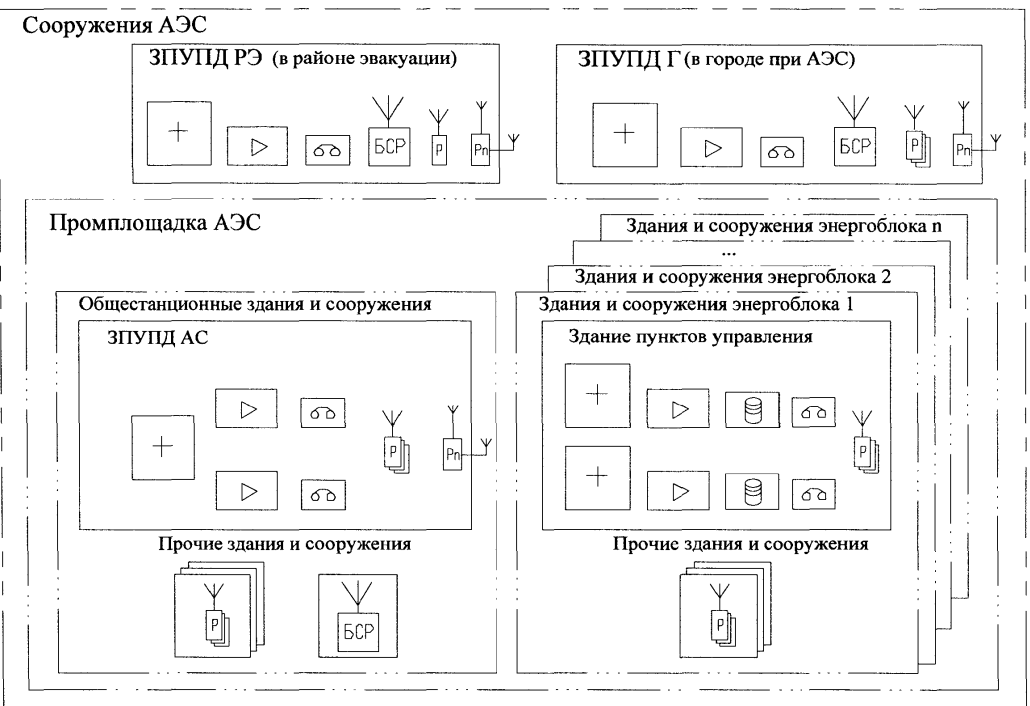 Сооружения АЭС
ЗПУПД РЭ (в районе эвакуации)
БСР
Р
Рп
ЗПУПД Г (в городе при АЭС)
БСР
Р
Рп
Промплощадка АЭС
Здания и сооружения энергоблока n
...
Здания и сооружения энергоблока 2
Общестанционные здания и сооружения
ЗПУПД АС
Р
Рп
Прочие здания и сооружения
Р
БСР
Здания и сооружения энергоблока 1
Здание пунктов управления
Р
Прочие здания и сооружения
Р